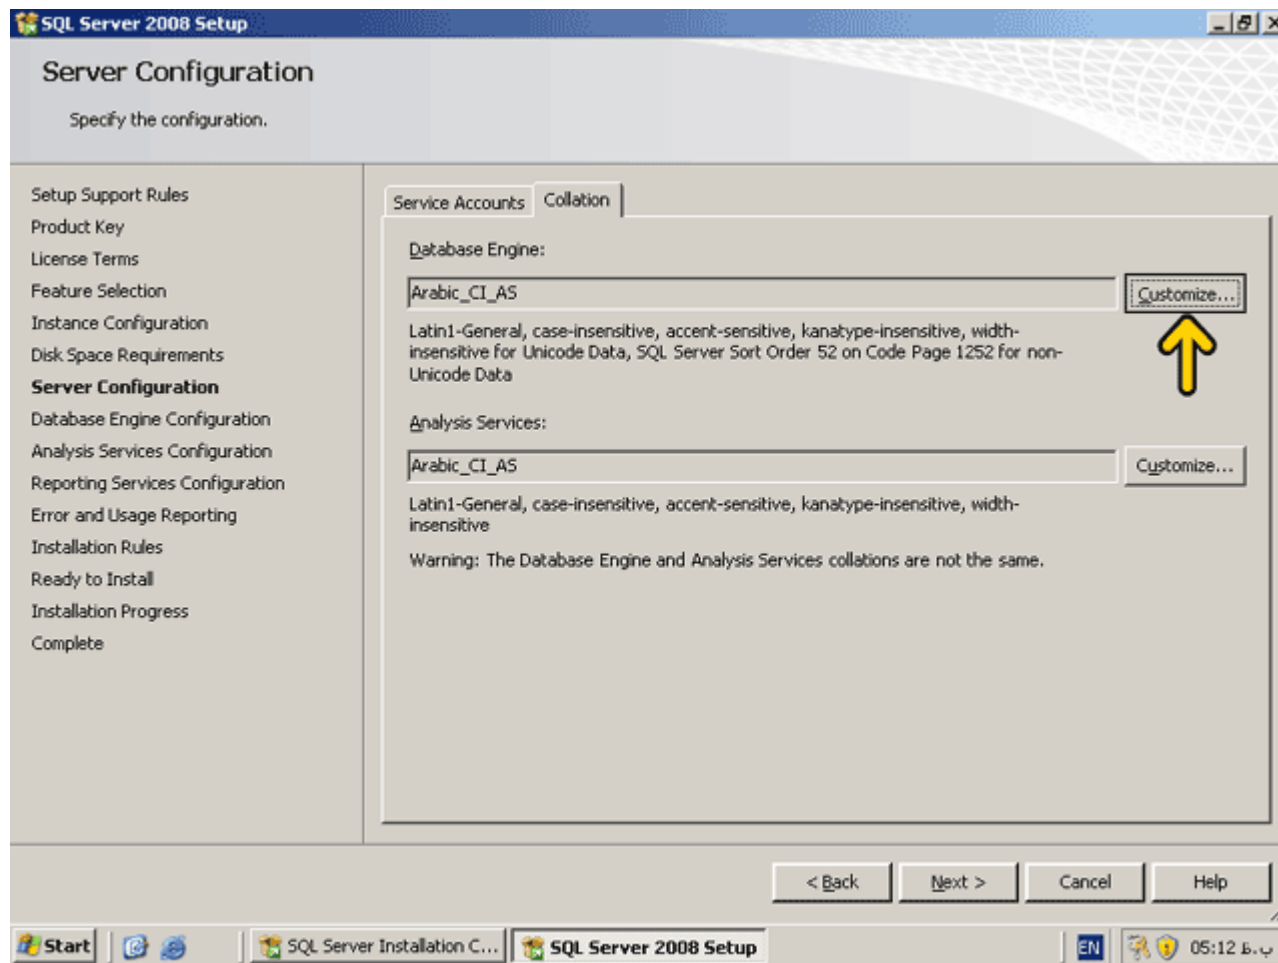 SQL Server 2008 Setup
Server Configuration
Specify the configuration.
Setup Support Rules
Product Key
License Terms
Feature Selection
Instance Configuration
Disk Space Requirements
Server Configuration
Database Engine Configuration
Analysis Services Configuration
Reporting Services Configuration
Error and Usage Reporting
Installation Rules
Ready to Install
Installation Progress
Complete
Service Accounts Collation
Database Engine:
Arabic_CI_AS Customize...
Latin1-General, case-insensitive, accent-sensitive, kanatype-insensitive, width-
insensitive for Unicode Data, SQL Server Sort Order 52 on Code Page 1252 for non-
Unicode Data
Analysis Services:
Arabic_CI_AS Customize...
Latin1-General, case-insensitive, accent-sensitive, kanatype-insensitive, width-
insensitive
Warning: The Database Engine and Analysis Services collations are not the same.
< Back Next > Cancel Help
Start SQL Server Installation C... SQL Server 2008 Setup EN 05:12